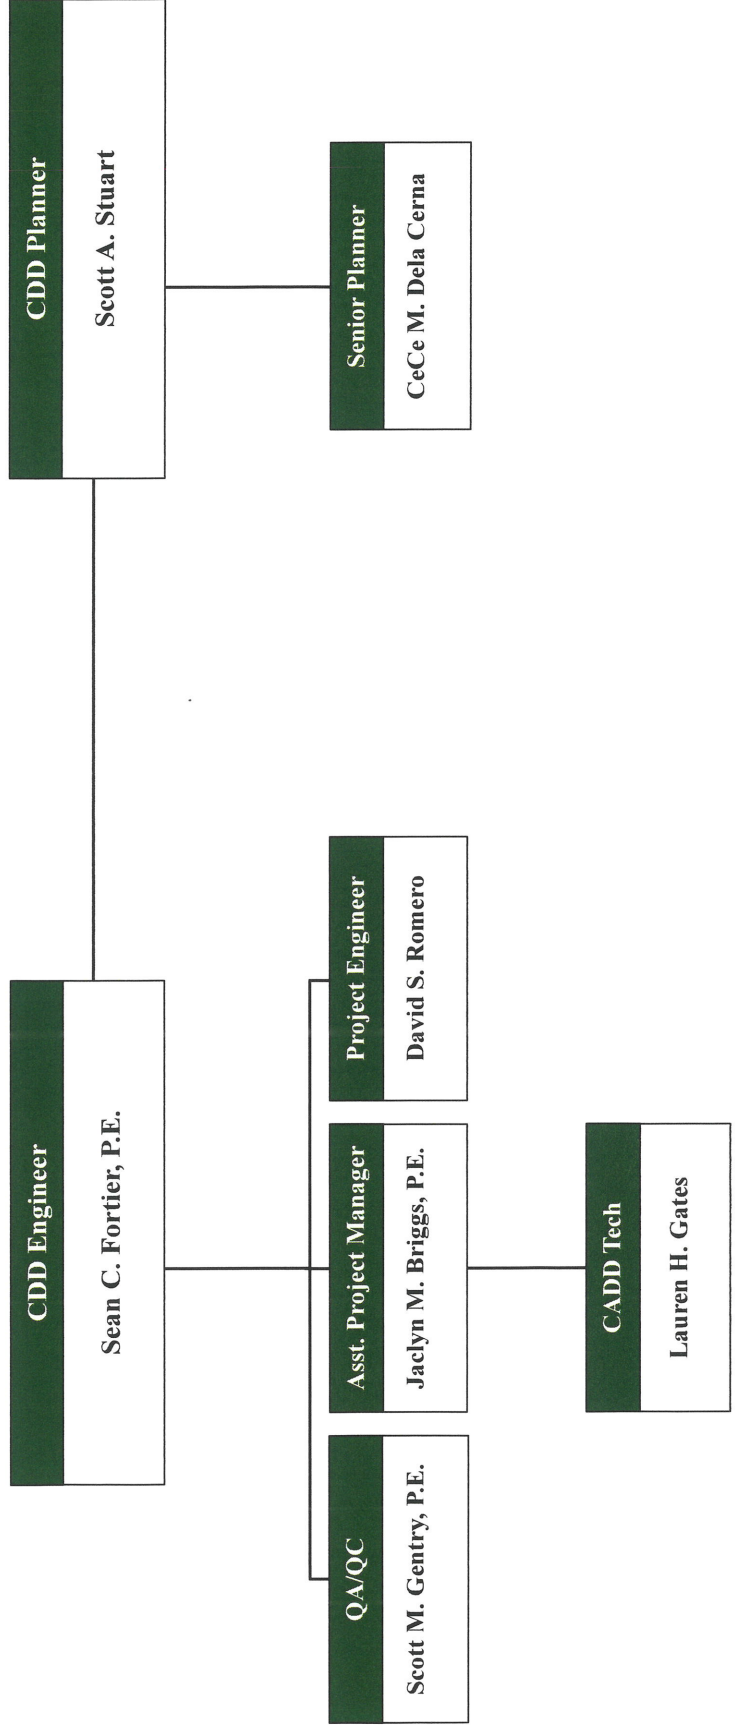 CDD Engineer
Sean C. Fortier, P.E.
CDD Planner
Scott A. Stuart
QA/QC
Scott M. Gentry, P.E.
Asst. Project Manager
Jaclyn M. Briggs, P.E.
Project Engineer
David S. Romero
Senior Planner
CeCe M. Dela Cerna
CADD Tech
Lauren H. Gates